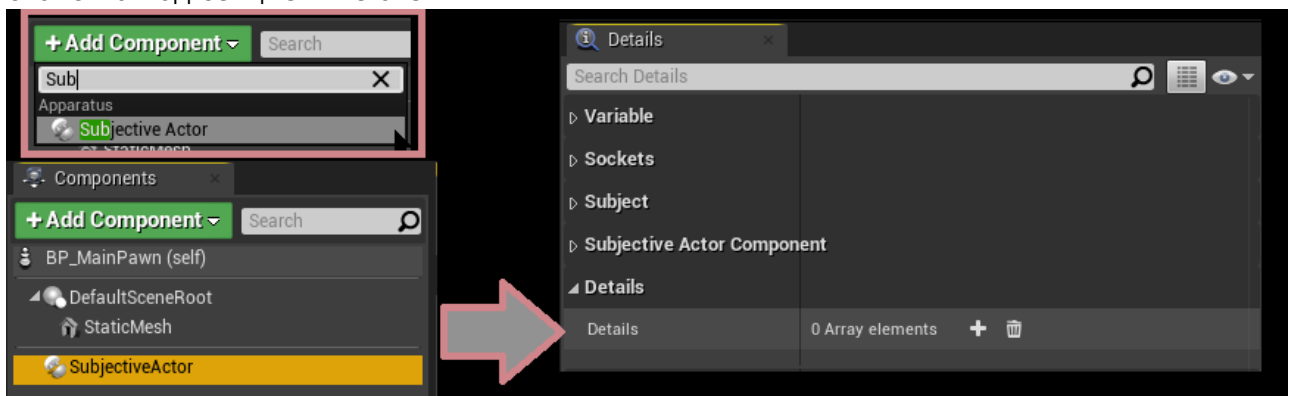 + Add Component
Search
Sub
Apparatus
Subjective Actor
StaticMesh
Components
+ Add Component
Search
BP_MainPawn (self)
DefaultSceneRoot
StaticMesh
SubjectiveActor
Details
Search Details
Variable
Sockets
Subject
Subjective Actor Component
Details
Details
0 Array elements